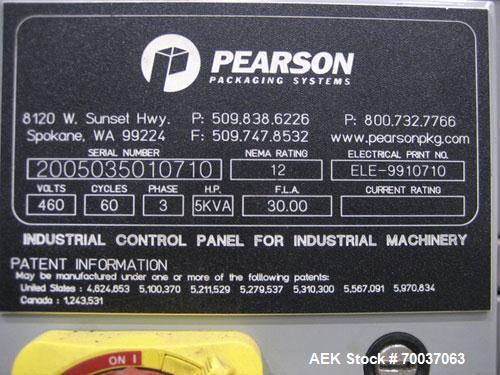 PEARSON
PACKAGING SYSTEMS
8120 W. Sunset Hwy. P: 509.838.6226 P: 800.732.7766
Spokane, WA 99224 F: 509.747.8532 www.pearsonpkg.com
SERIAL NUMBER NEMA RATING ELECTRICAL PRINT NO.
2005035010710 12 ELE-9910710
VOLTS CYCLES PHASE H.P. F.L.A. CURRENT RATING
460 60 3 5KVA 30.00
INDUSTRIAL CONTROL PANEL FOR INDUSTRIAL MACHINERY
PATENT INFORMATION
May be manufactured under one or more of the following patents:
United States : 4,624,653 5,100,370 5,211,529 5,279,537 5,310,300 5,567,091 5,970,834
Canada : 1,243,531
ON I
AEK Stock # 70037063